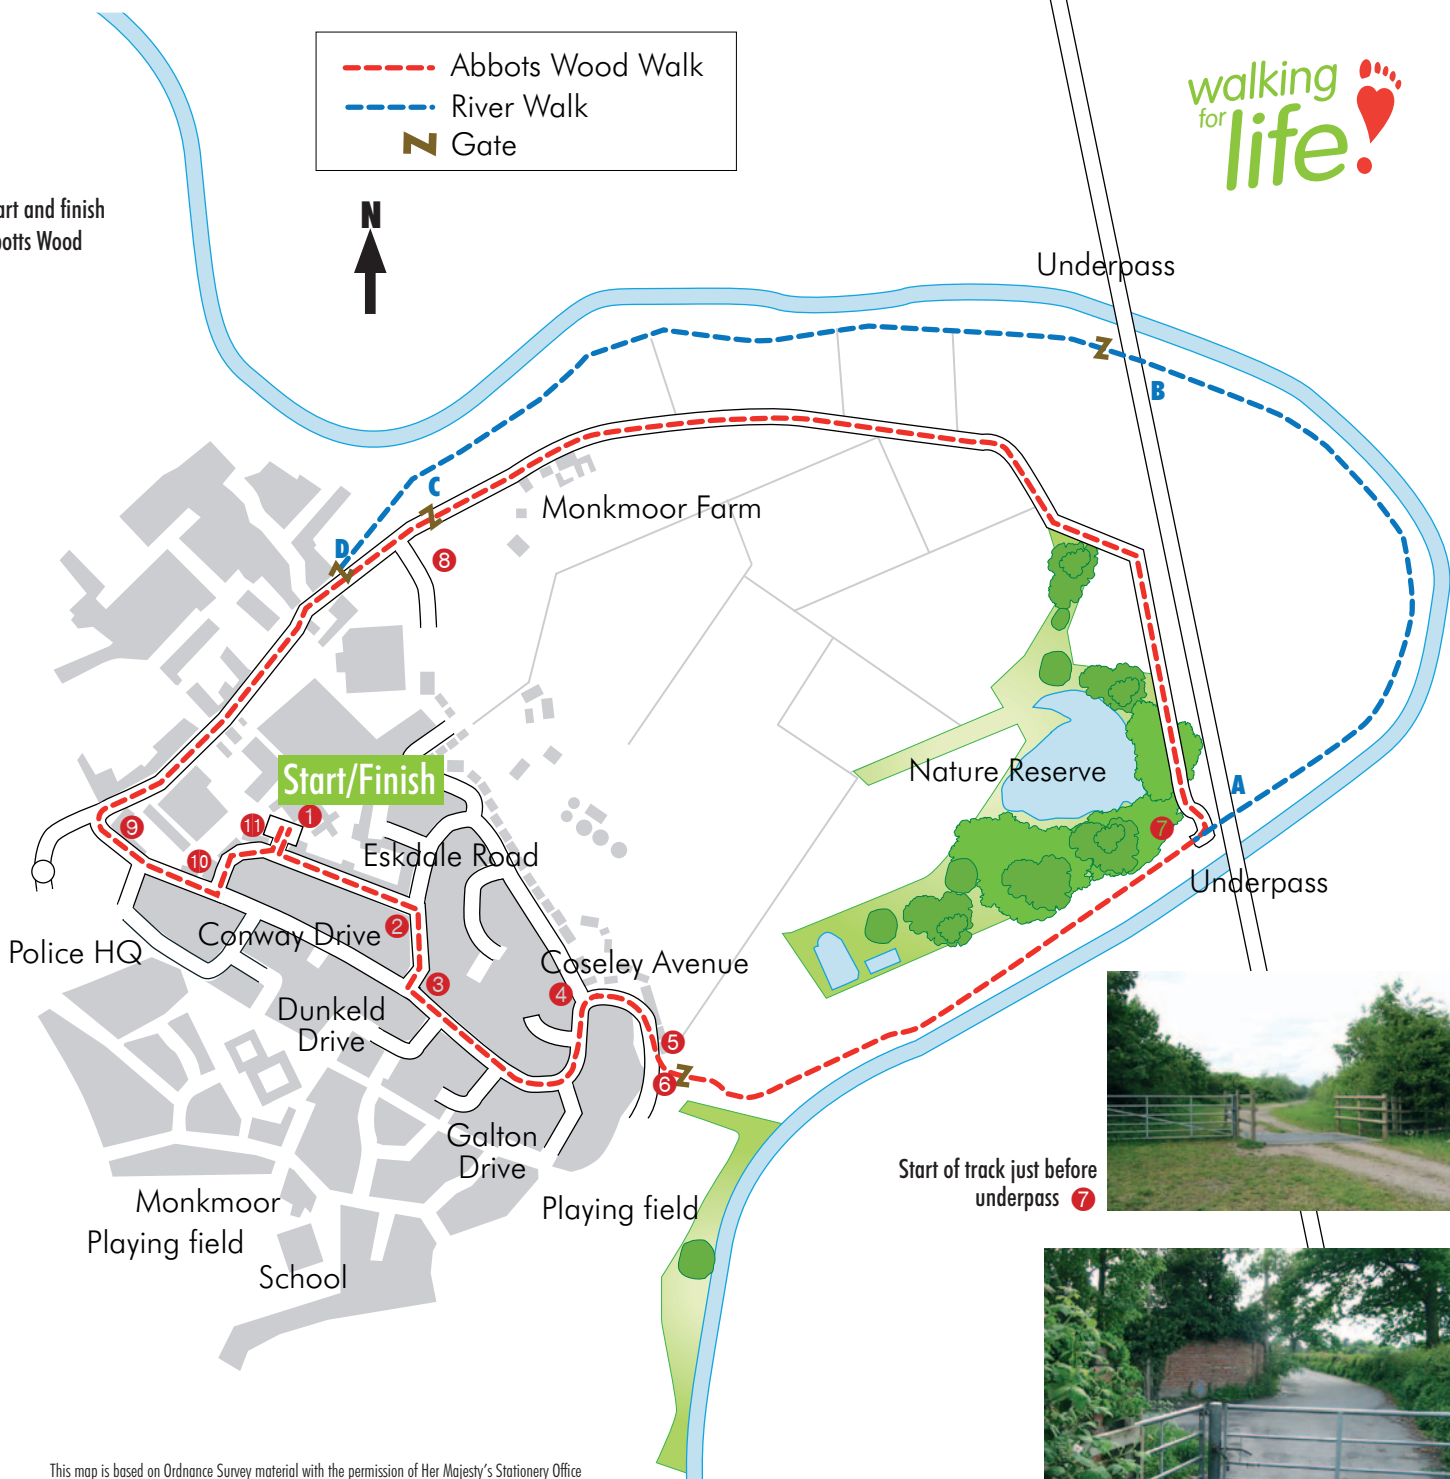 Abbots Wood Walk
River Walk
Gate
walking
for
life!
art and finish
botts Wood
N
Underpass
B
C
D
Monkmoor Farm
8
Start/Finish
Nature Reserve
A
1
11
9
7
10
Eskdale Road
Underpass
2
Conway Drive
Police HQ
3
4
Coseley Avenue
Dunkeld
Drive
5
6
Galton
Drive
Start of track just before
underpass 7
Monkmoor
Playing field
Playing field
School
This map is based on Ordnance Survey material with the permission of Her Majesty's Stationery Office